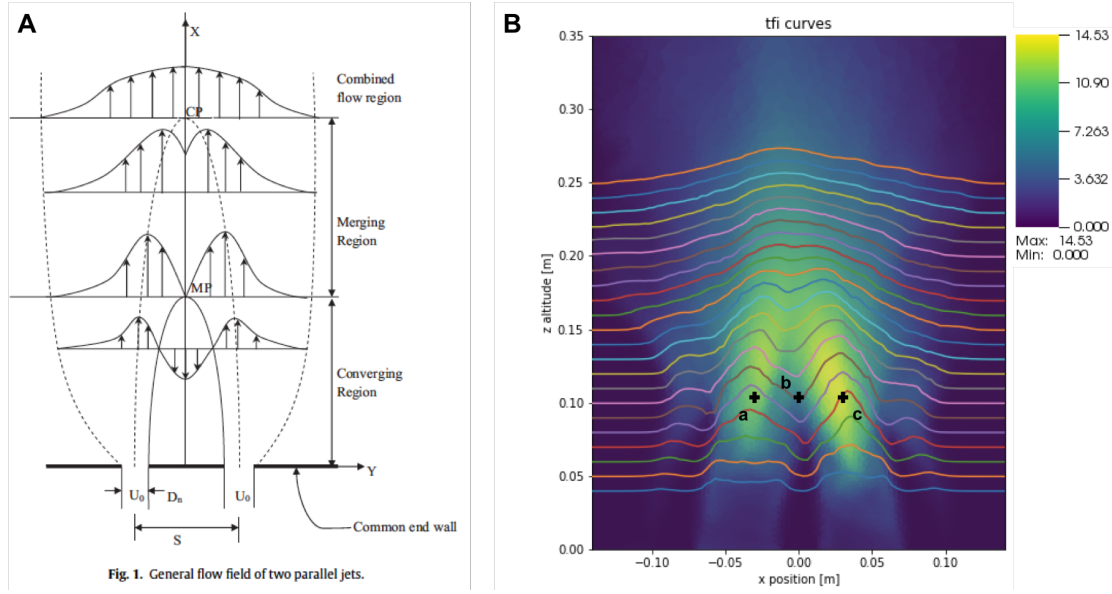 A
X
Combined
flow region
CP
Merging
Region
MP
Converging
Region
Y
U₀
Dₙ
U₀
S
Common end wall
Fig. 1. General flow field of two parallel jets.
B
tfi curves
0.35
0.30
0.25
0.20
0.15
0.10
0.05
0.00
z altitude [m]
−0.10
−0.05
0.00
0.05
0.10
x position [m]
a
b
c
14.53
10.90
7.263
3.632
0.000
Max: 14.53
Min: 0.000